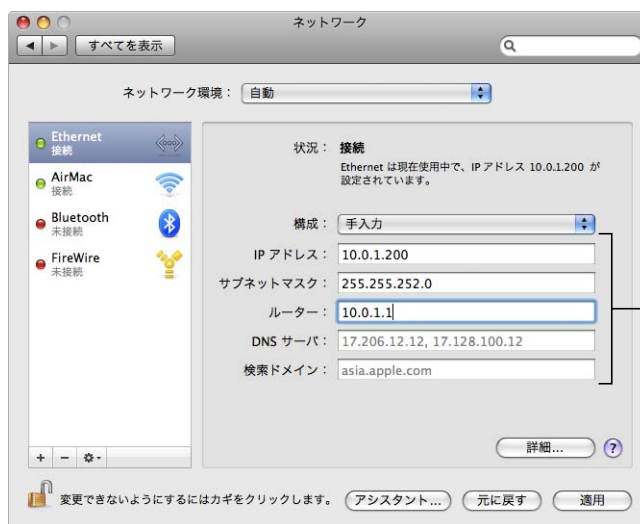 ネットワーク
すべてを表示
ネットワーク環境： 自動
Ethernet
接続
AirMac
接続
Bluetooth
未接続
FireWire
未接続
状況： 接続
Ethernet は現在使用中で、IP アドレス 10.0.1.200 が
設定されています。
構成： 手入力
IP アドレス： 10.0.1.200
サブネットマスク： 255.255.252.0
ルーター： 10.0.1.1
DNS サーバ： 17.206.12.12, 17.128.100.12
検索ドメイン： asia.apple.com
詳細... ?
変更できないようにするにはカギをクリックします。 アシスタント... 元に戻す 適用